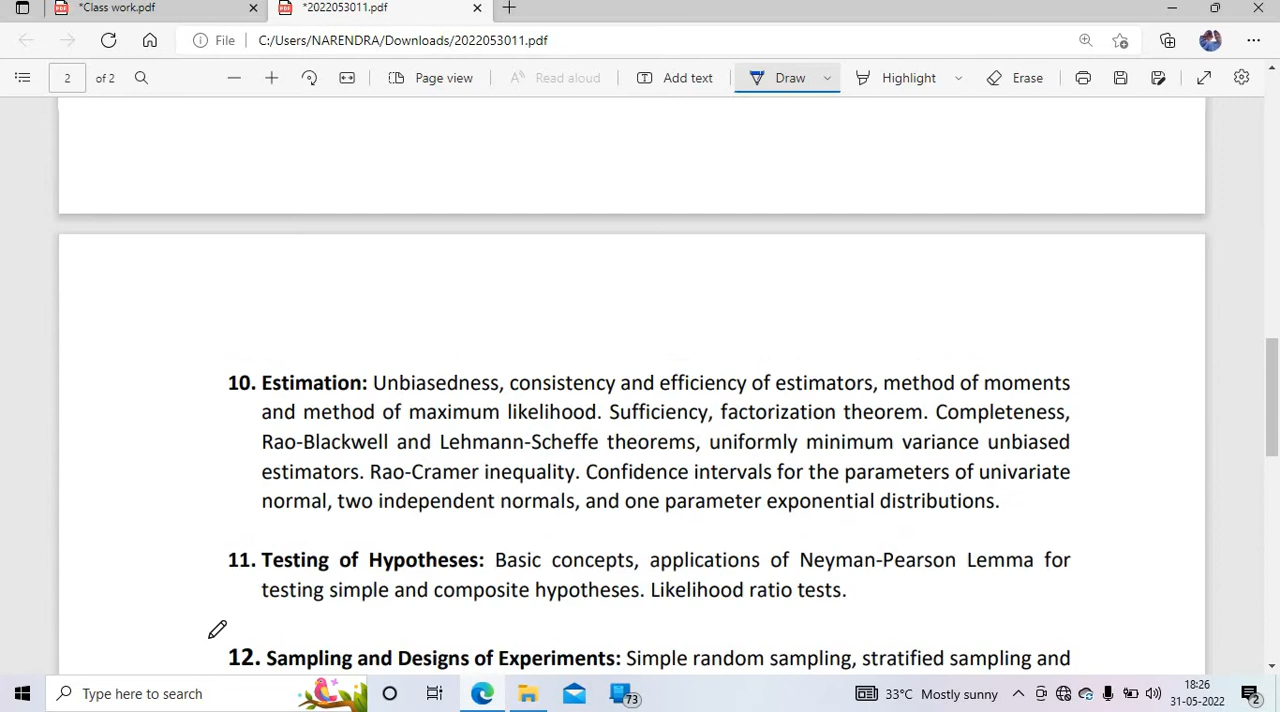 *Class work.pdf
*2022053011.pdf
File C:/Users/NARENDRA/Downloads/2022053011.pdf
2 of 2 Page view Read aloud Add text Draw Highlight Erase
10. Estimation: Unbiasedness, consistency and efficiency of estimators, method of moments
and method of maximum likelihood. Sufficiency, factorization theorem. Completeness,
Rao-Blackwell and Lehmann-Scheffe theorems, uniformly minimum variance unbiased
estimators. Rao-Cramer inequality. Confidence intervals for the parameters of univariate
normal, two independent normals, and one parameter exponential distributions.
11. Testing of Hypotheses: Basic concepts, applications of Neyman-Pearson Lemma for
testing simple and composite hypotheses. Likelihood ratio tests.
12. Sampling and Designs of Experiments: Simple random sampling, stratified sampling and
Type here to search
73
33°C Mostly sunny
18:26
31-05-2022
2